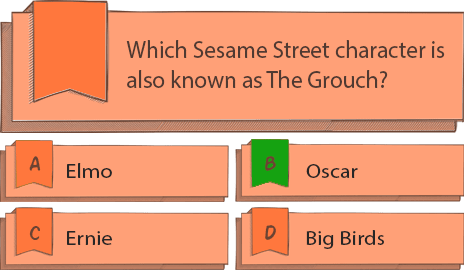 Which Sesame Street character is
also known as The Grouch?
A Elmo
B Oscar
C Ernie
D Big Birds